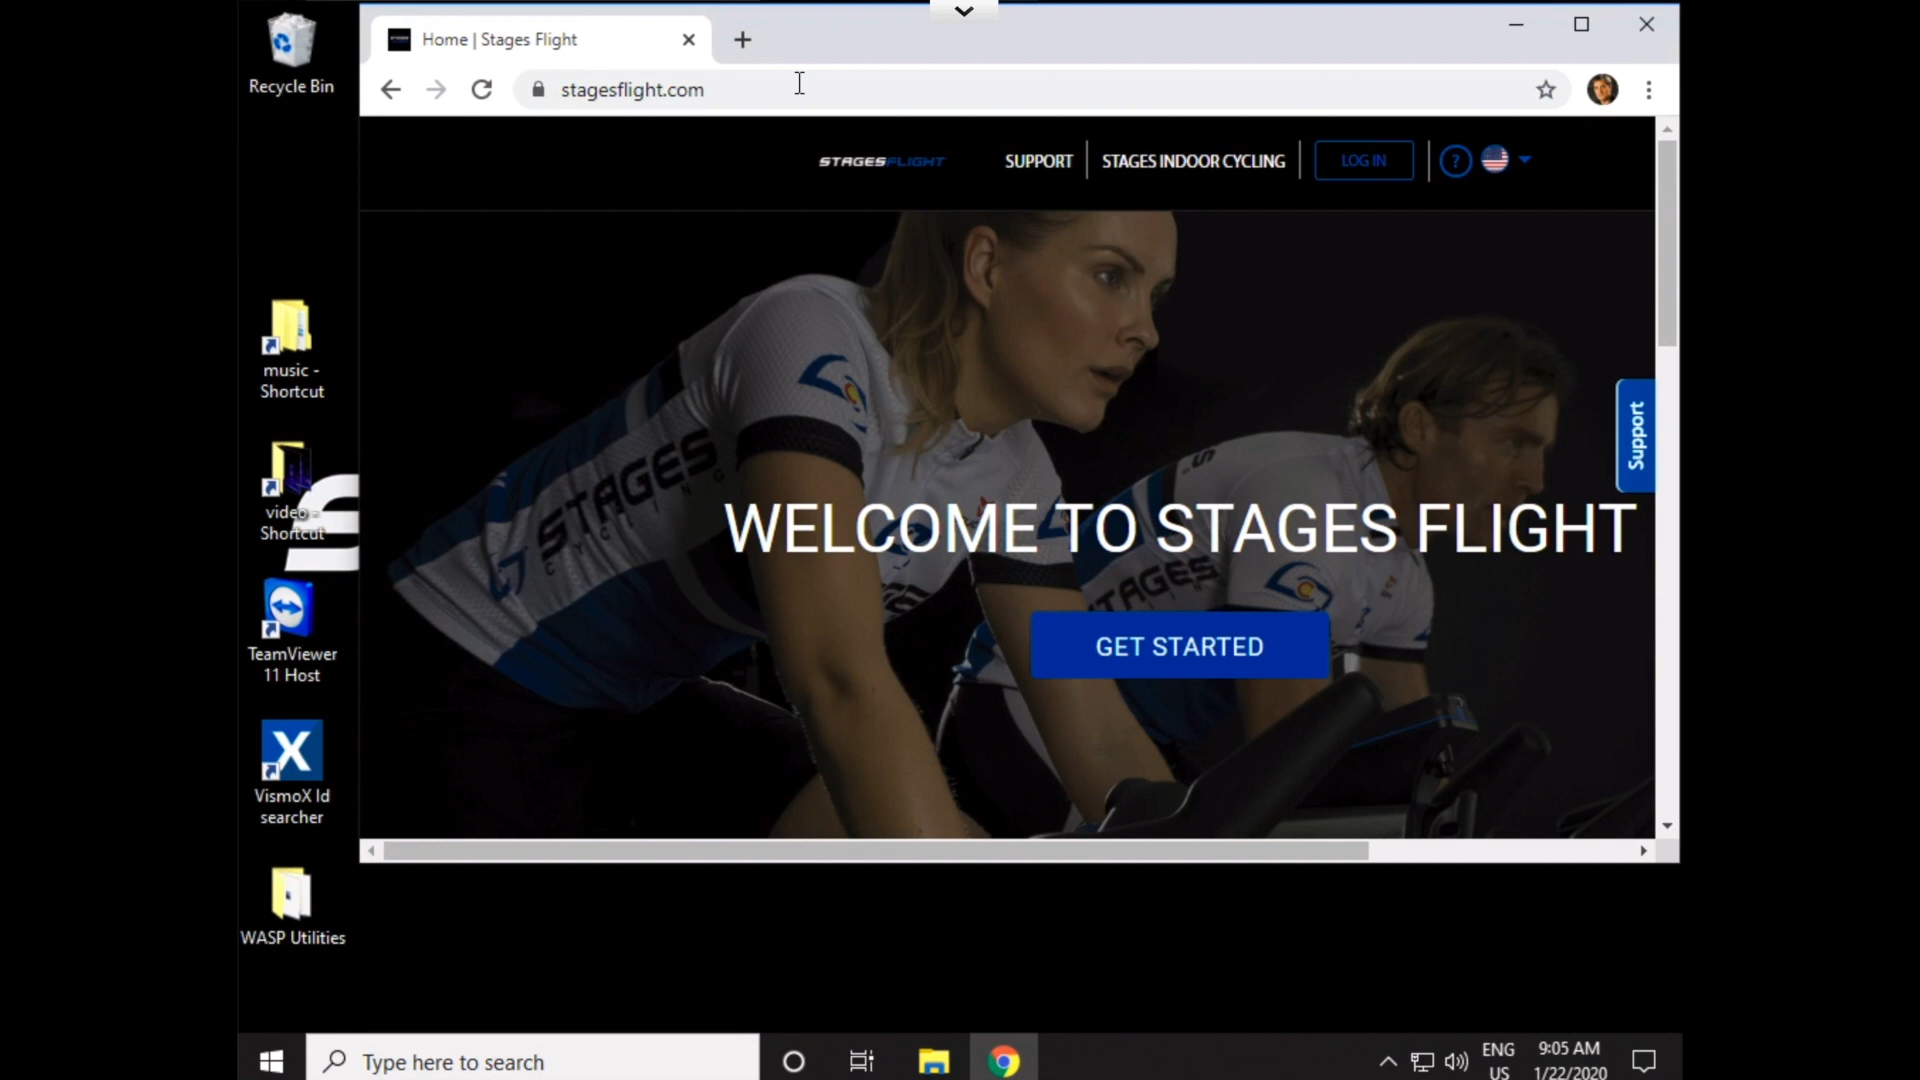 Recycle Bin
music -
Shortcut
video -
Shortcut
TeamViewer
11 Host
VismoX Id
searcher
WASP Utilities
Home | Stages Flight
stagesflight.com
STAGESFLIGHT
SUPPORT
STAGES INDOOR CYCLING
LOG IN
?
Support
STAGES
CYCLING
STAGES
WELCOME TO STAGES FLIGHT
GET STARTED
Type here to search
ENG
US
9:05 AM
1/22/2020